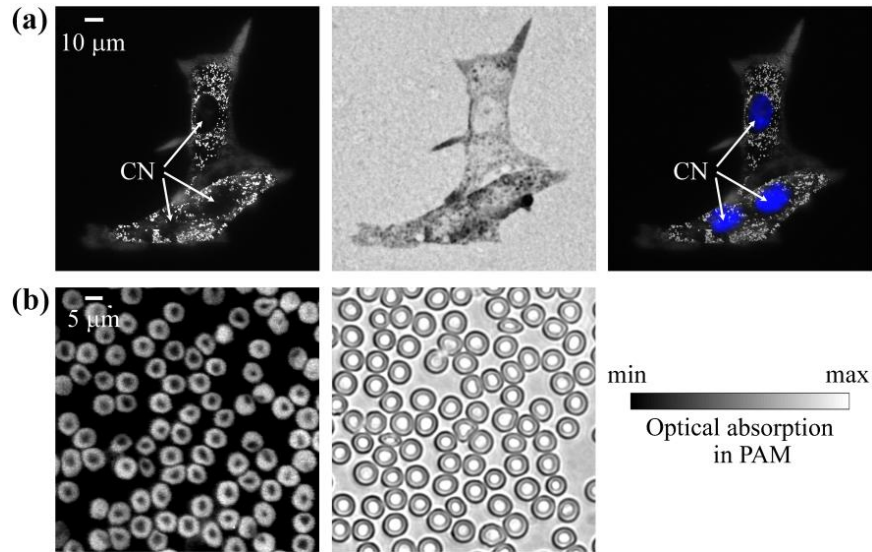 (a)
10 μm
CN
CN
(b)
5 μm
min
max
Optical absorption
in PAM